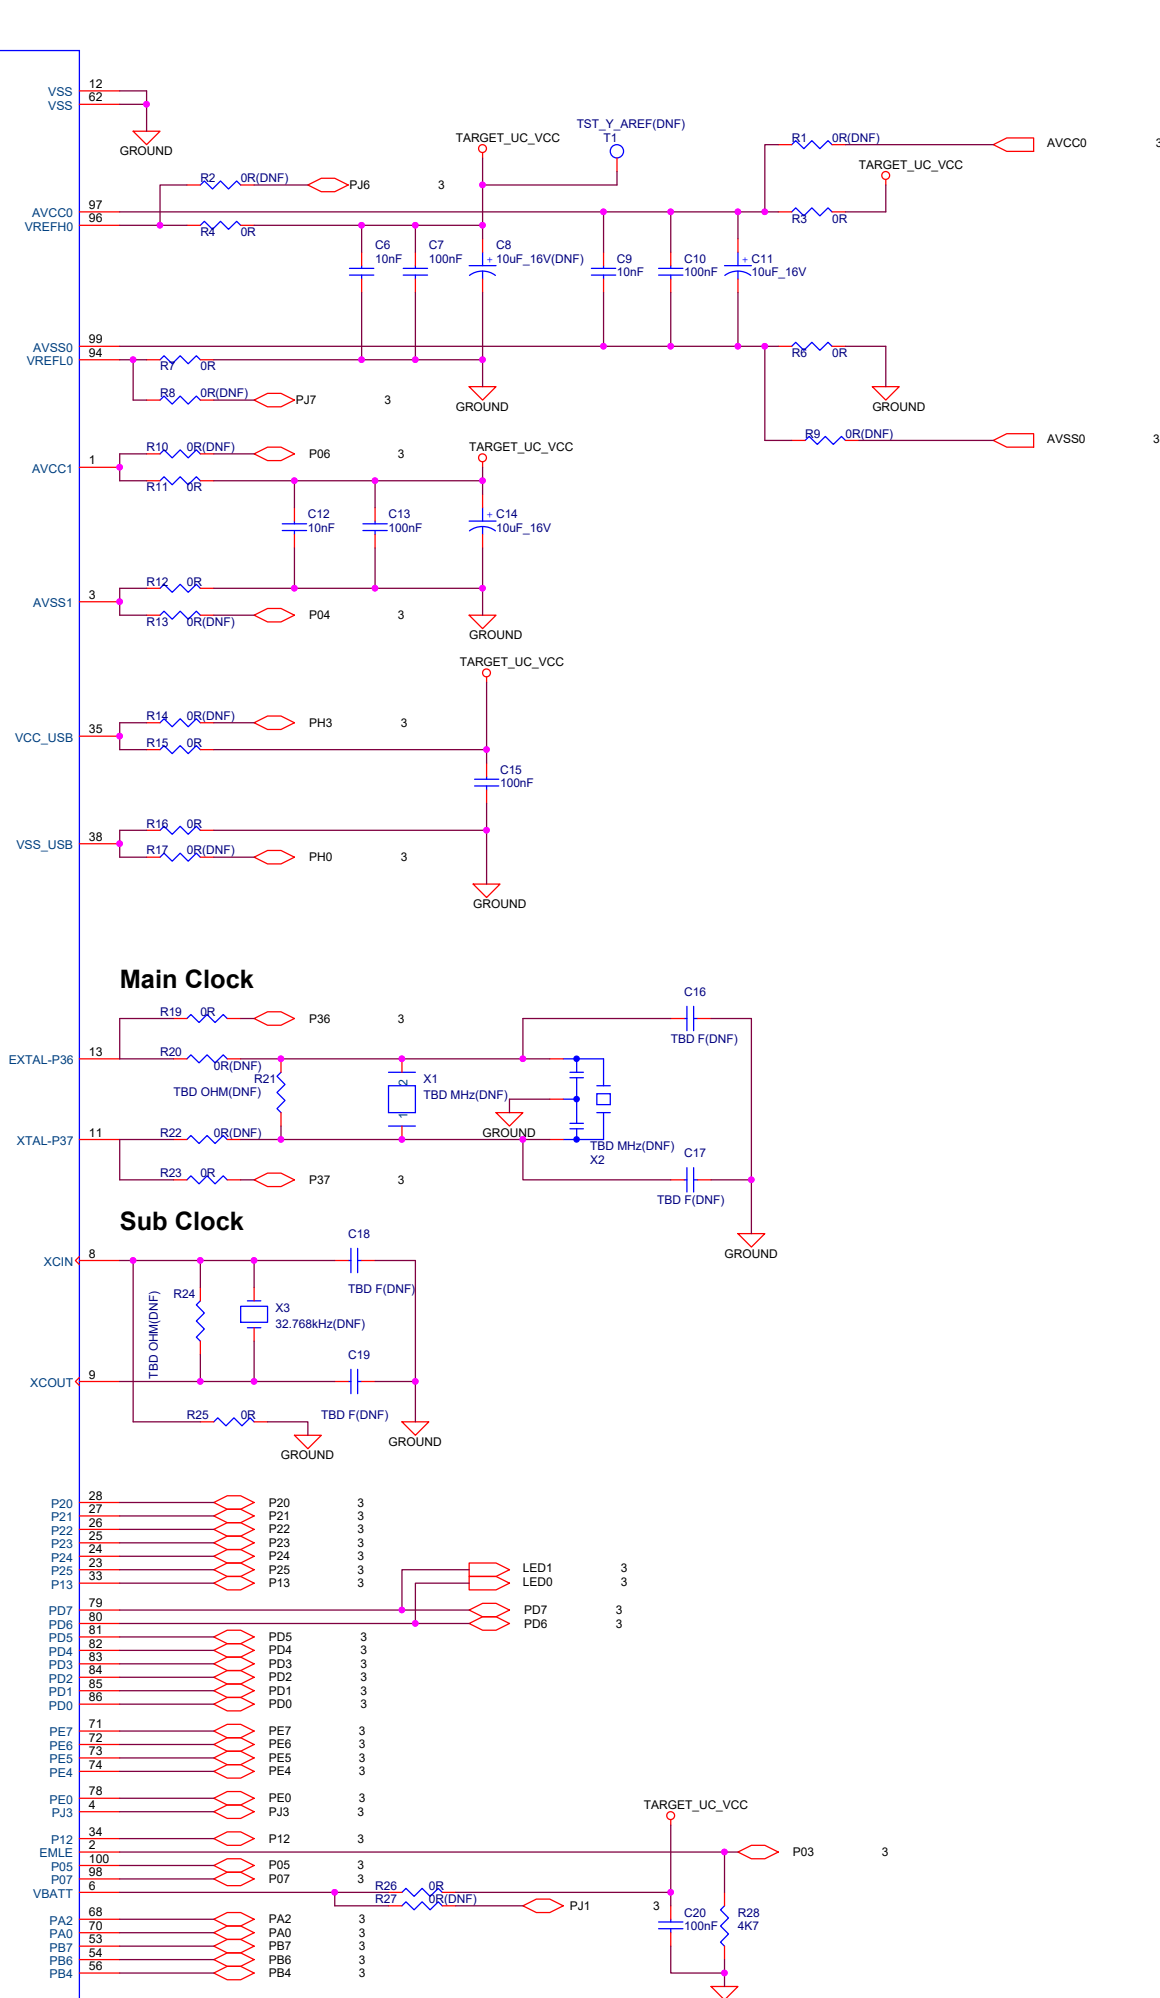 VSS 12
VSS 62
GROUND
TST_Y_AREF(DNF)
T1
TARGET_UC_VCC
R1 0R(DNF) AVCC0 3
TARGET_UC_VCC
R2 0R(DNF) PJ6 3
AVCC0 97
VREFH0 96
R4 0R
R3 0R
C6 10nF
C7 100nF
C8 + 10uF_16V(DNF)
C9 10nF
C10 100nF
+ C11 10uF_16V
AVSS0 99
VREFL0 94
R7 0R
R6 0R
R8 0R(DNF) PJ7 3
GROUND
GROUND
R9 0R(DNF) AVSS0 3
R10 0R(DNF) P06 3
TARGET_UC_VCC
AVCC1 1
R11 0R
C12 10nF
C13 100nF
+ C14 10uF_16V
R12 0R
AVSS1 3
R13 0R(DNF) P04 3
GROUND
TARGET_UC_VCC
R14 0R(DNF) PH3 3
VCC_USB 35
R15 0R
C15 100nF
R16 0R
VSS_USB 38
R17 0R(DNF) PH0 3
GROUND
Main Clock
C16
TBD F(DNF)
R19 0R P36 3
EXTAL-P36 13
R20 0R(DNF)
R21
TBD OHM(DNF)
2
X1
TBD MHz(DNF)
1
GROUND
XTAL-P37 11
R22 0R(DNF)
TBD MHz(DNF)
X2
C17
TBD F(DNF)
R23 0R P37 3
GROUND
Sub Clock
C18
TBD F(DNF)
XCIN 8
R24
TBD OHM(DNF)
X3
32.768kHz(DNF)
C19
TBD F(DNF)
XCOUT 9
R25 0R
GROUND
GROUND
P20 28 P20 3
P21 27 P21 3
P22 26 P22 3
P23 25 P23 3
P24 24 P24 3
P25 23 P25 3
P13 33 P13 3
LED1 3
LED0 3
PD7 79 PD7 3
PD6 80 PD6 3
PD5 81 PD5 3
PD4 82 PD4 3
PD3 83 PD3 3
PD2 84 PD2 3
PD1 85 PD1 3
PD0 86 PD0 3
PE7 71 PE7 3
PE6 72 PE6 3
PE5 73 PE5 3
PE4 74 PE4 3
PE0 78 PE0 3
PJ3 4 PJ3 3
TARGET_UC_VCC
P12 34 P12 3
EMLE 2 P03 3
P05 100 P05 3
P07 98 P07 3
VBATT 6
R26 0R
R27 0R(DNF) PJ1 3
C20 100nF
R28 4K7
PA2 68 PA2 3
PA0 70 PA0 3
PB7 53 PB7 3
PB6 54 PB6 3
PB4 56 PB4 3